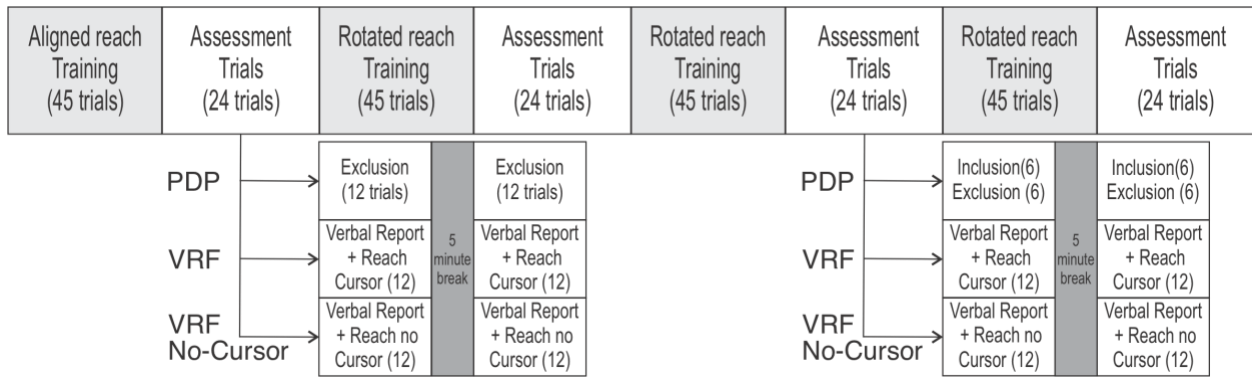 Aligned reach
Training
(45 trials)
Assessment
Trials
(24 trials)
Rotated reach
Training
(45 trials)
Assessment
Trials
(24 trials)
Rotated reach
Training
(45 trials)
Assessment
Trials
(24 trials)
Rotated reach
Training
(45 trials)
Assessment
Trials
(24 trials)
PDP
Exclusion
(12 trials)
Exclusion
(12 trials)
VRF
Verbal Report
+ Reach
Cursor (12)
5
minute
break
Verbal Report
+ Reach
Cursor (12)
VRF
No-Cursor
Verbal Report
+ Reach no
Cursor (12)
Verbal Report
+ Reach no
Cursor (12)
PDP
Inclusion(6)
Exclusion (6)
Inclusion(6)
Exclusion (6)
VRF
Verbal Report
+ Reach
Cursor (12)
5
minute
break
Verbal Report
+ Reach
Cursor (12)
VRF
No-Cursor
Verbal Report
+ Reach no
Cursor (12)
Verbal Report
+ Reach no
Cursor (12)